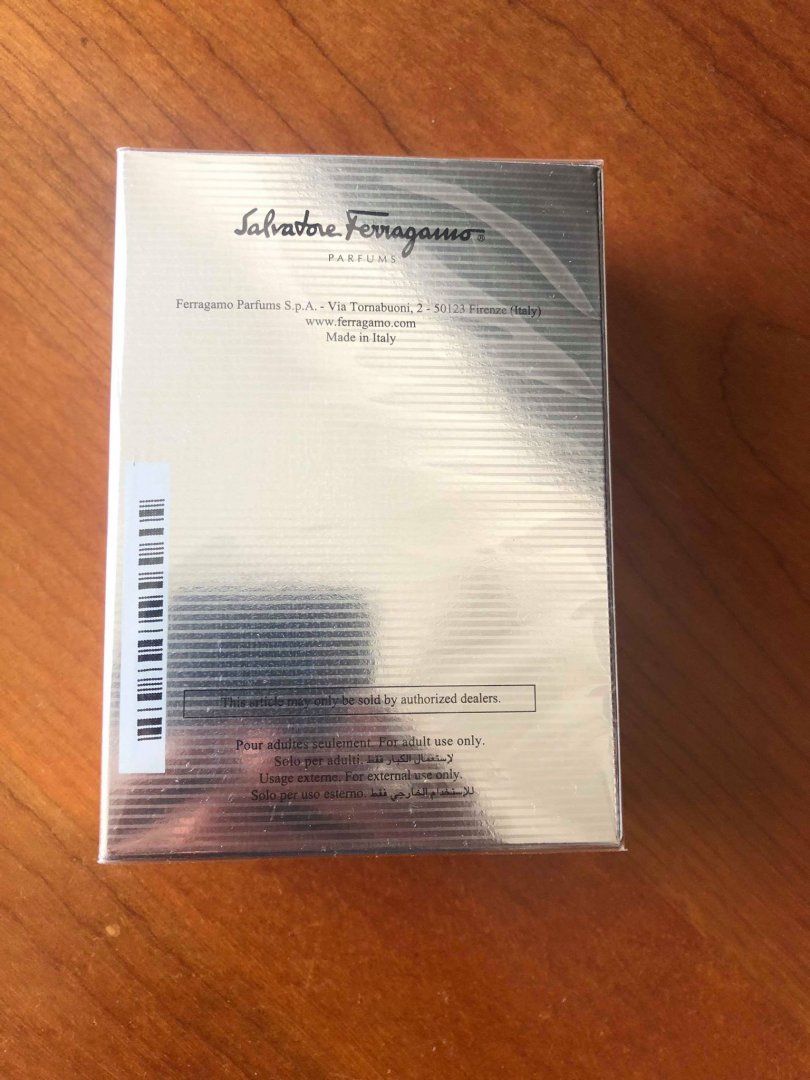 Salvatore Ferragamo®
PARFUMS
Ferragamo Parfums S.p.A. - Via Tornabuoni, 2 - 50123 Firenze (Italy)
www.ferragamo.com
Made in Italy
This article may only be sold by authorized dealers.
Pour adultes seulement. For adult use only.
Solo per adulti. لإستعمال الكبار فقط
Usage externe. For external use only.
Solo per uso esterno. للإستخدام الخارجي فقط